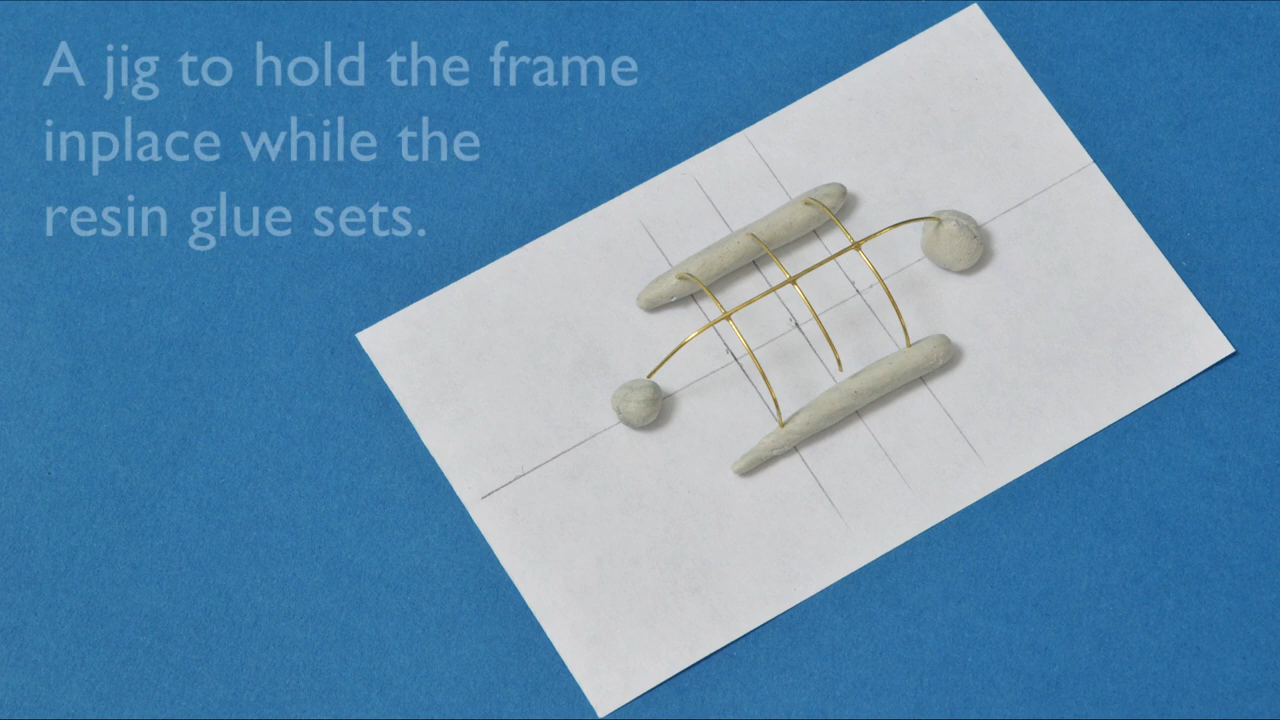 A jig to hold the frame
inplace while the
resin glue sets.